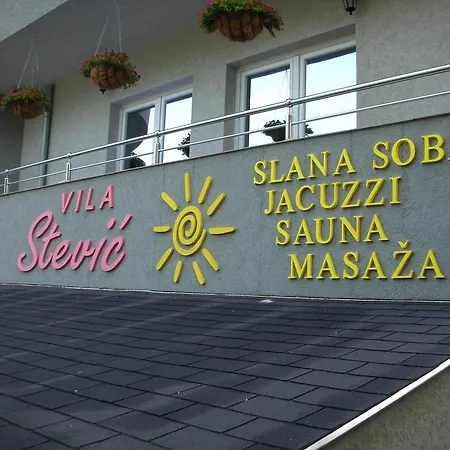 VILA
Stević
SLANA SOBA
JACUZZI
SAUNA
MASAŽA